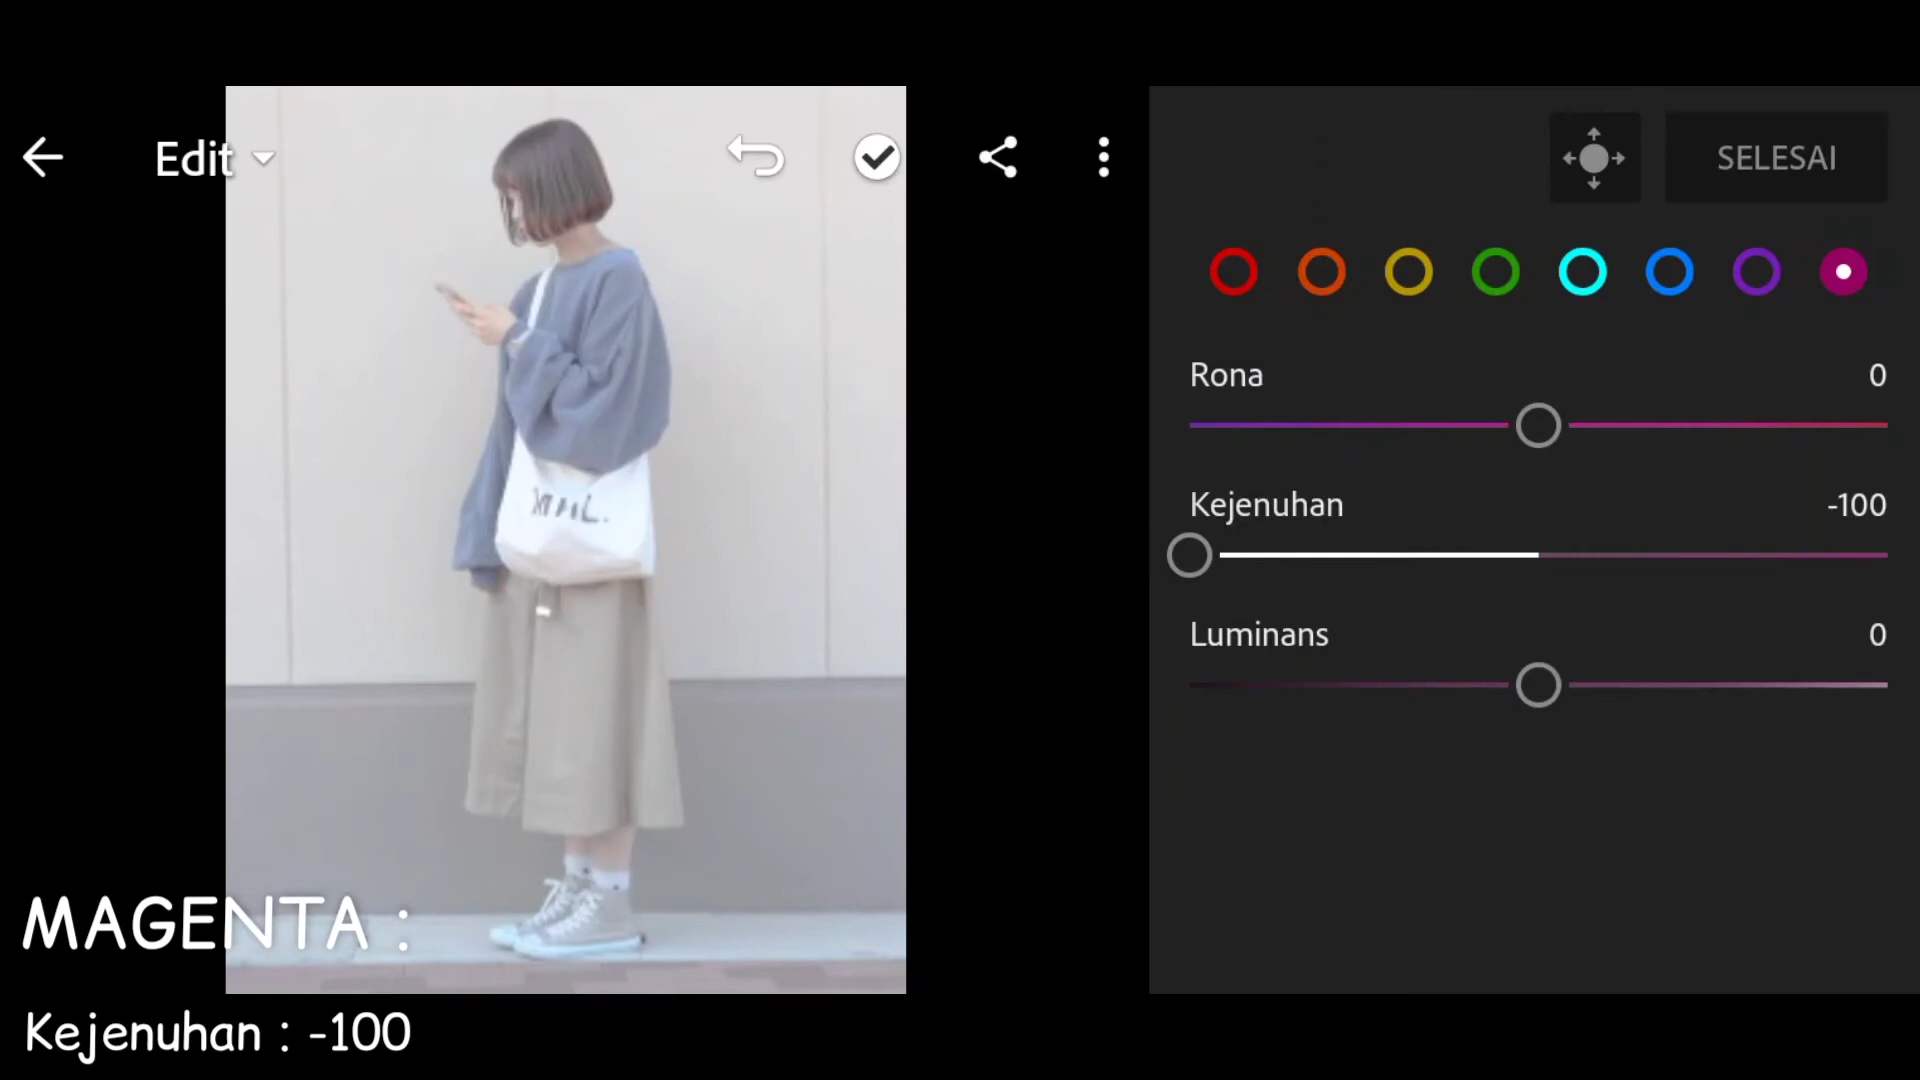 Edit
SELESAI
Rona 0
Kejenuhan -100
Luminans 0
MAGENTA :
Kejenuhan : -100